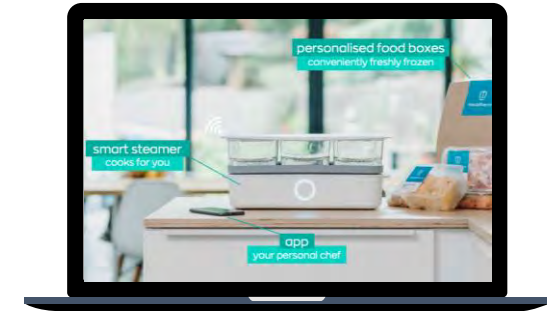 personalised food boxes
conveniently freshly frozen
smart steamer
cooks for you
app
your personal chef